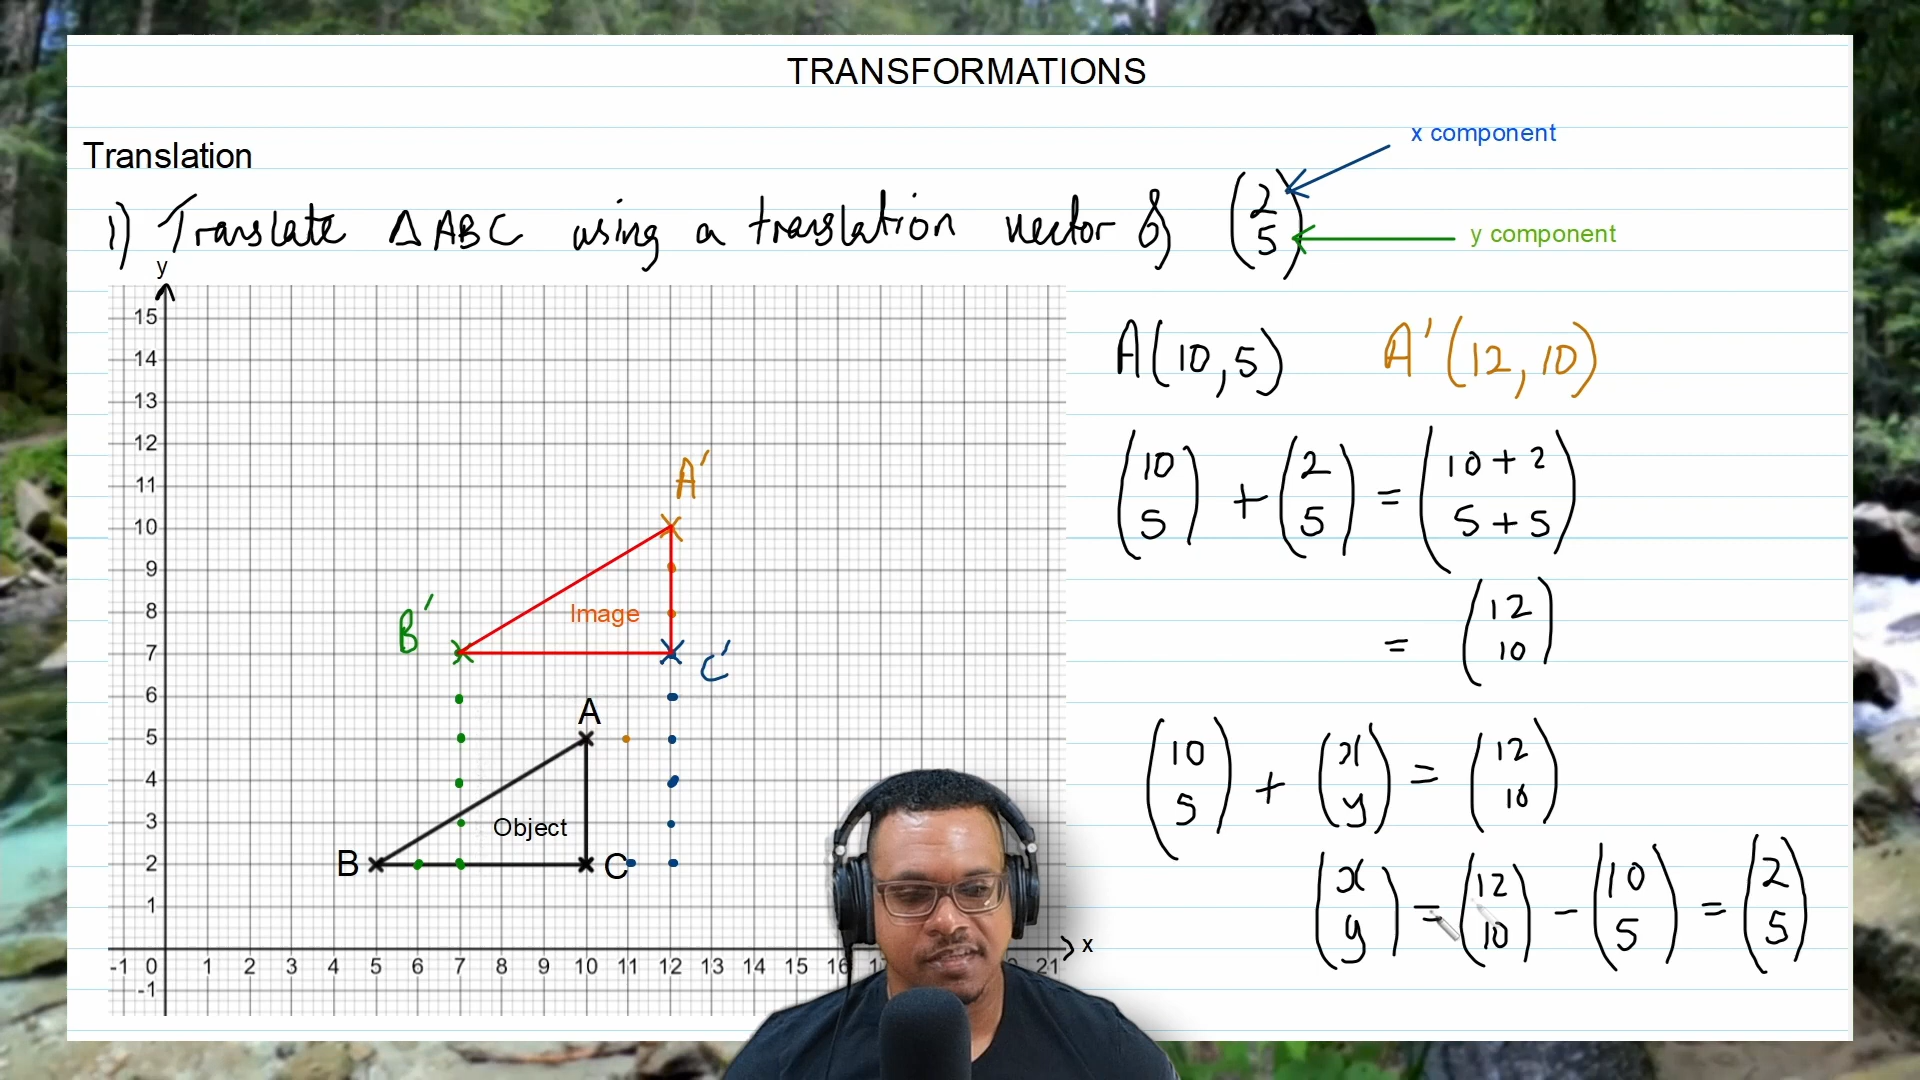 TRANSFORMATIONS
x component
Translation
1) Translate △ABC using a translation vector of (2 5)
y component
y
15
14
13
12
11
10
9
8
7
6
5
4
3
2
1
-1 0 1 2 3 4 5 6 7 8 9 10 11 12 13 14 15 16 21
-1
x
A'
B'
Image
C'
A
Object
B
C
A(10,5) A'(12,10)
(10 5) + (2 5) = (10+2 5+5)
= (12 10)
(10 5) + (x y) = (12 10)
(x y) = (12 10) - (10 5) = (2 5)